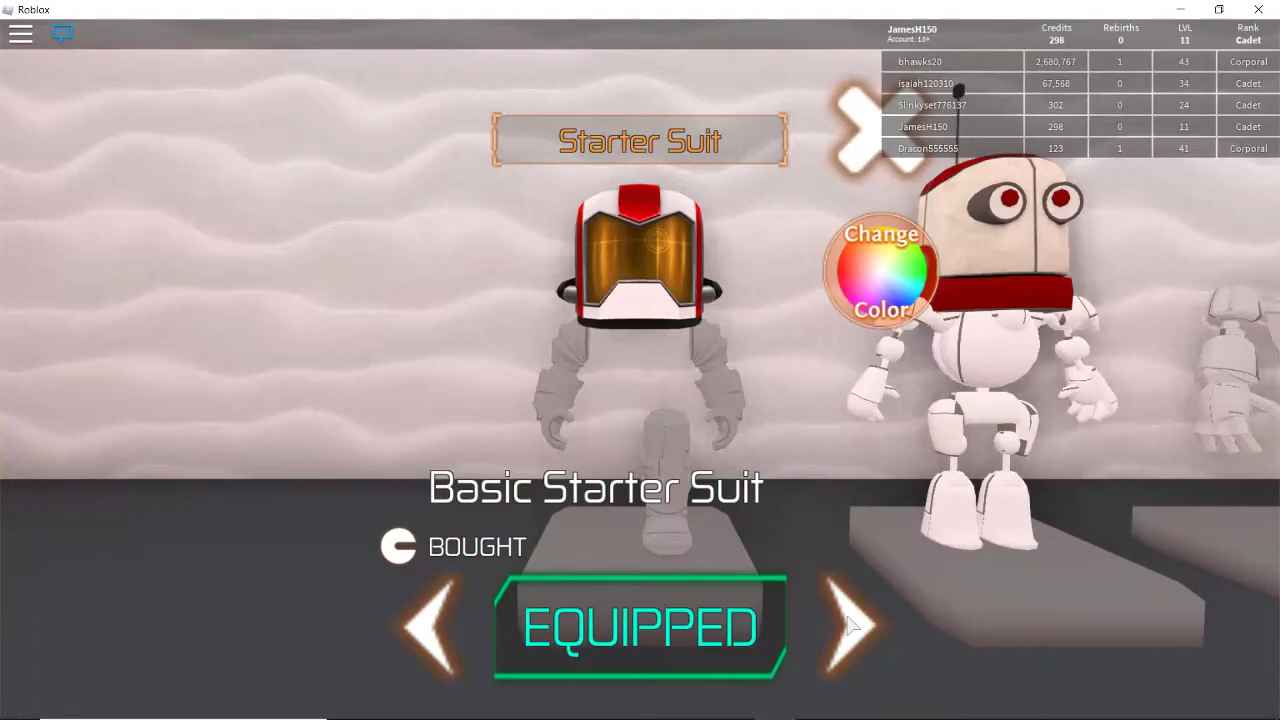 Roblox
JamesH150
Account: 13+
Credits
298
Rebirths
0
LVL
11
Rank
Cadet
bhawks20 2,680,767 1 43 Corporal
isaiah120310 67,568 0 34 Cadet
Slinkyset776137 302 0 24 Cadet
JamesH150 298 0 11 Cadet
Dracon555555 123 1 41 Corporal
Starter Suit
Change
Color
Basic Starter Suit
BOUGHT
EQUIPPED